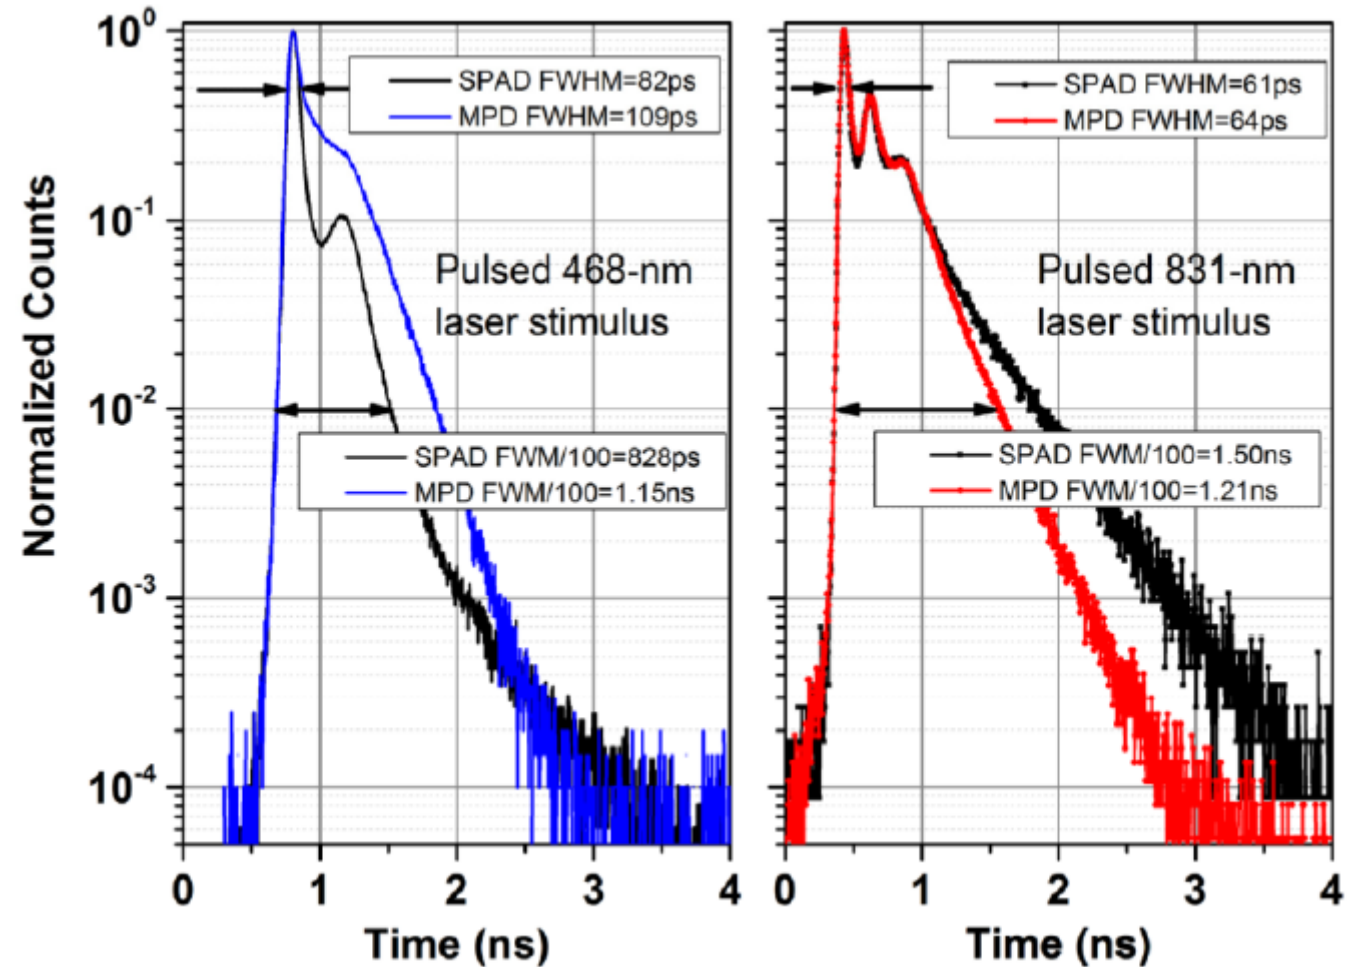 Normalized Counts
10⁰
10⁻¹
10⁻²
10⁻³
10⁻⁴
SPAD FWHM=82ps
MPD FWHM=109ps
Pulsed 468-nm
laser stimulus
SPAD FWM/100=828ps
MPD FWM/100=1.15ns
0 1 2 3 4
Time (ns)
SPAD FWHM=61ps
MPD FWHM=64ps
Pulsed 831-nm
laser stimulus
SPAD FWM/100=1.50ns
MPD FWM/100=1.21ns
0 1 2 3 4
Time (ns)